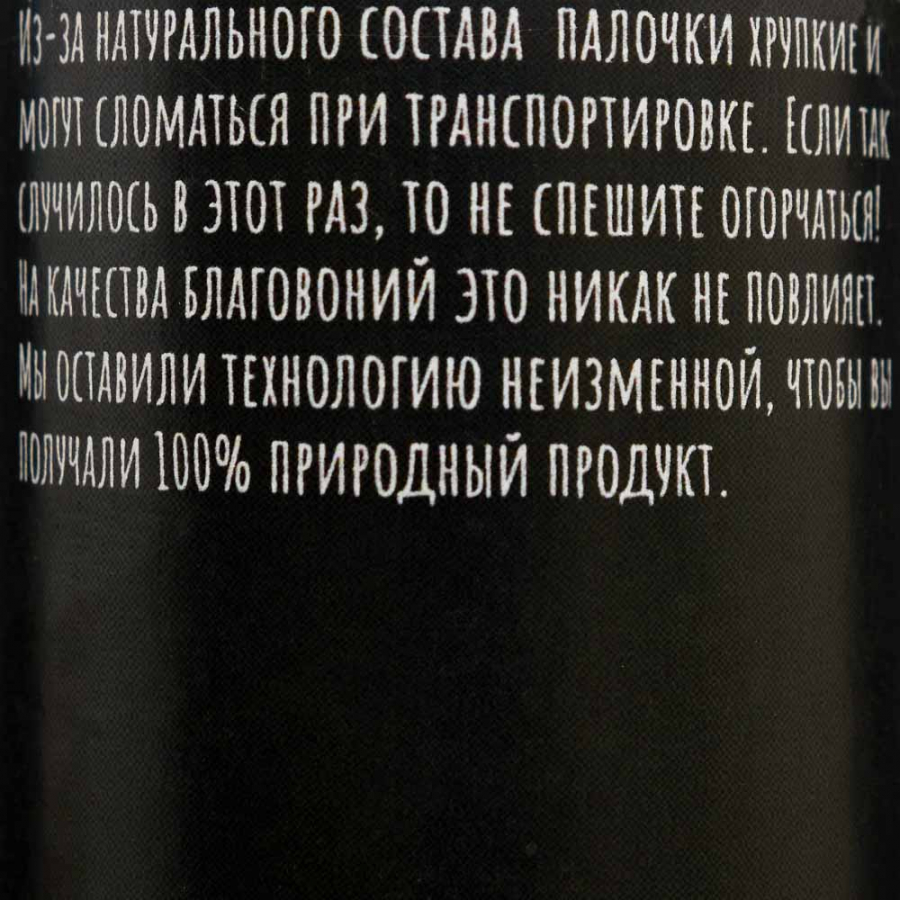 Из-за натурального состава палочки хрупкие и
могут сломаться при транспортировке. Если так
случилось в этот раз, то не спешите огорчаться!
На качества благовоний это никак не повлияет.
Мы оставили технологию неизменной, чтобы вы
получали 100% природный продукт.